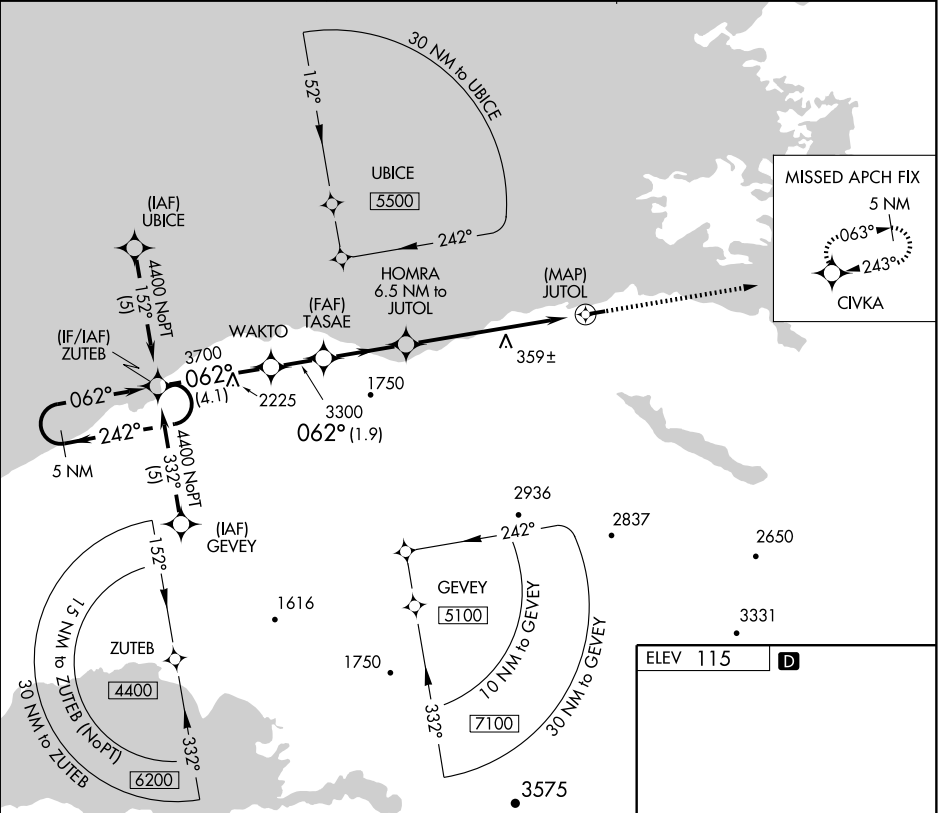 30 NM to UBICE
152°
UBICE
5500
242°
MISSED APCH FIX
5 NM
063°
243°
CIVKA
(IAF)
UBICE
4400 NoPT
152°
(5)
HOMRA
6.5 NM to
JUTOL
(MAP)
JUTOL
(FAF)
TASAE
WAKTO
(IF/IAF)
ZUTEB
3700
062°
(4.1)
2225
359±
1750
3300
062° (1.9)
062°
242°
5 NM
4400 NoPT
332°
(5)
(IAF)
GEVEY
2936
2837
2650
3331
242°
GEVEY
5100
10 NM to GEVEY
30 NM to GEVEY
7100
332°
152°
1616
1750
ZUTEB
4400
15 NM to ZUTEB (NoPT)
30 NM to ZUTEB
6200
332°
3575
ELEV 115
D